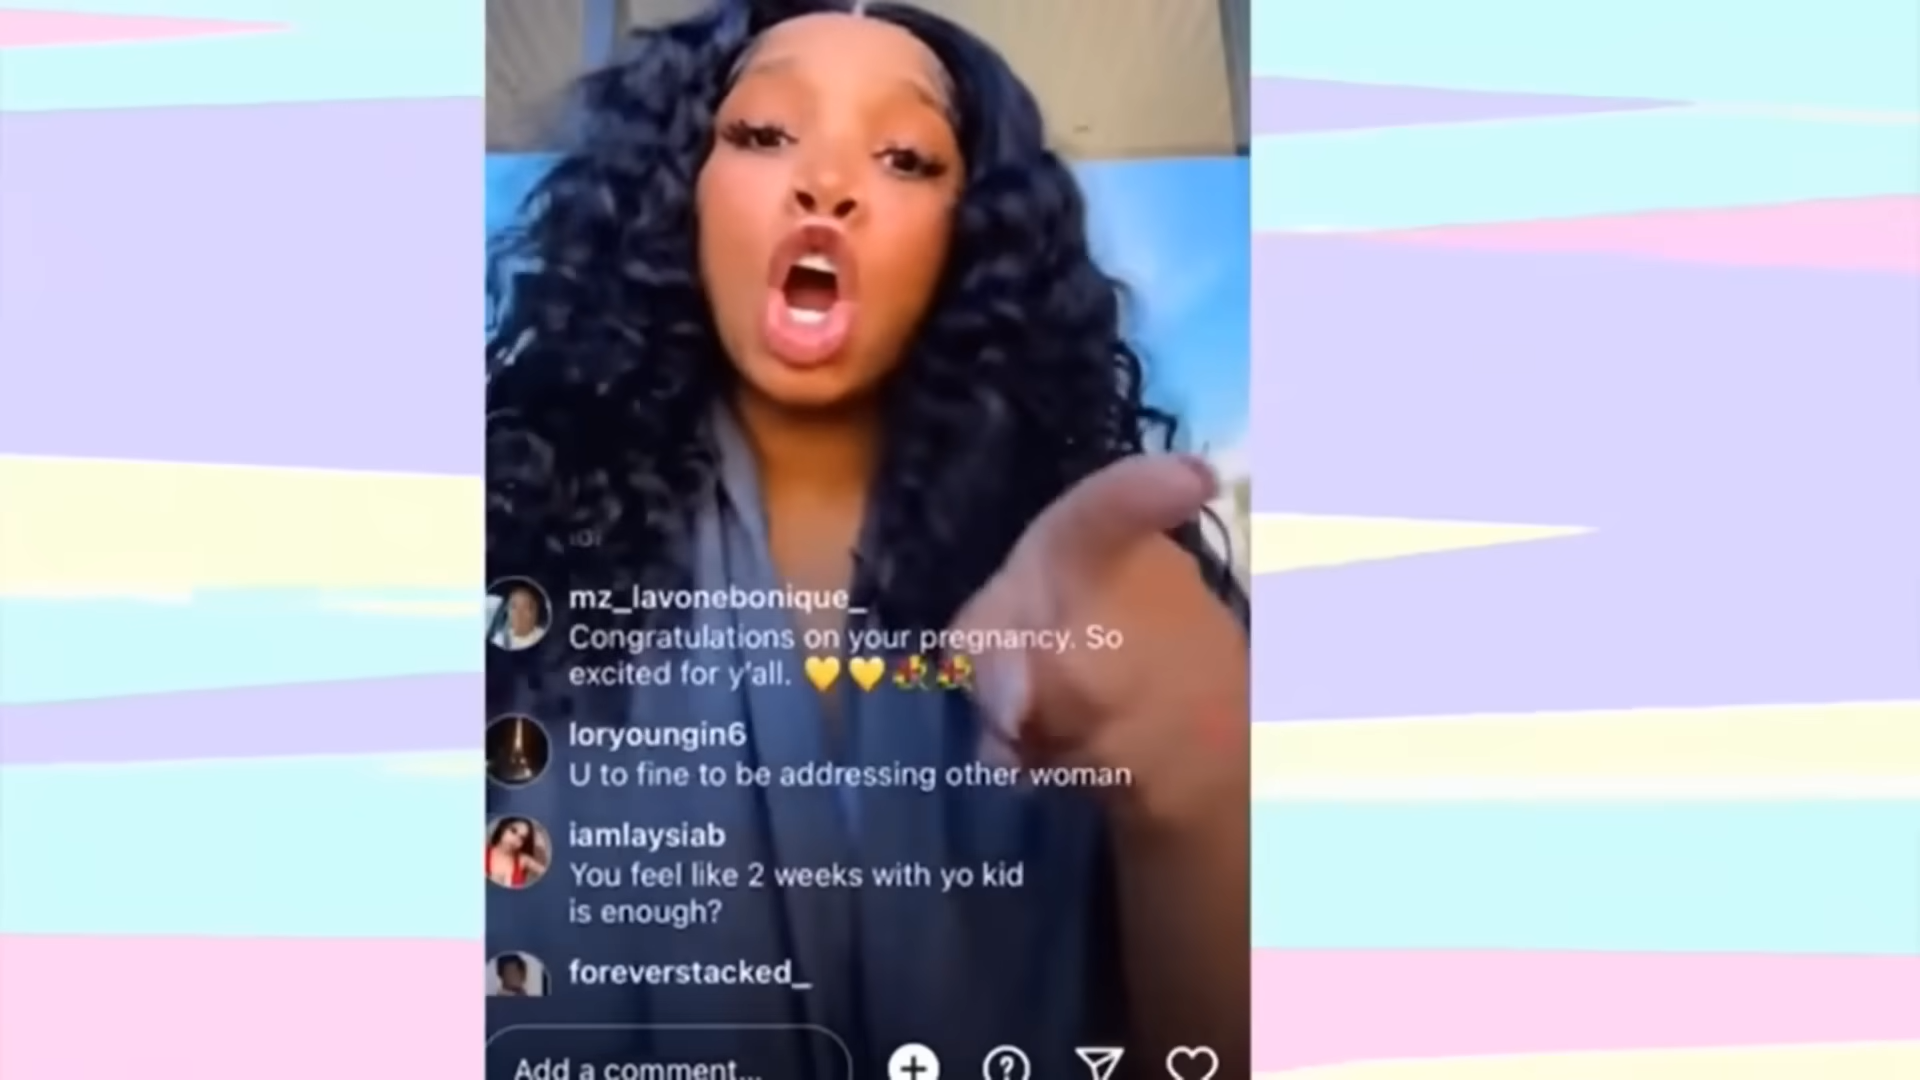 lol
mz_lavonebonique_
Congratulations on your pregnancy. So
excited for y'all. 💛💛💐💐
loryoungin6
U to fine to be addressing other woman
iamlaysiab
You feel like 2 weeks with yo kid
is enough?
foreverstacked_
Add a comment...